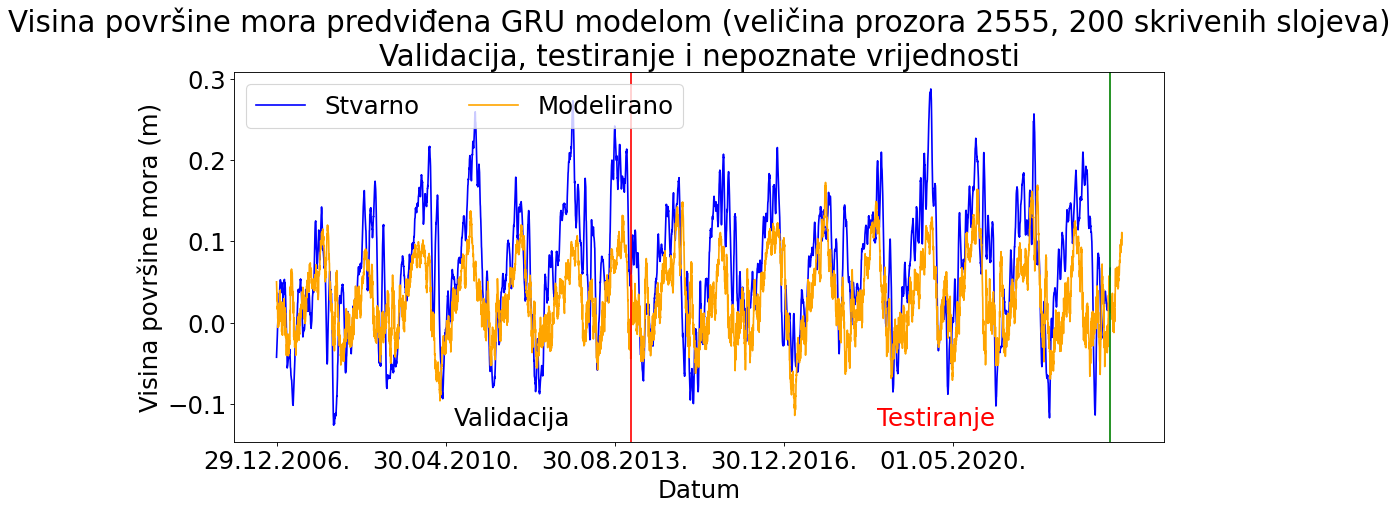 Visina površine mora predviđena GRU modelom (veličina prozora 2555, 200 skrivenih slojeva)
Validacija, testiranje i nepoznate vrijednosti
Visina površine mora (m)
0.3
0.2
0.1
0.0
−0.1
Stvarno Modelirano
Validacija Testiranje
29.12.2006. 30.04.2010. 30.08.2013. 30.12.2016. 01.05.2020.
Datum